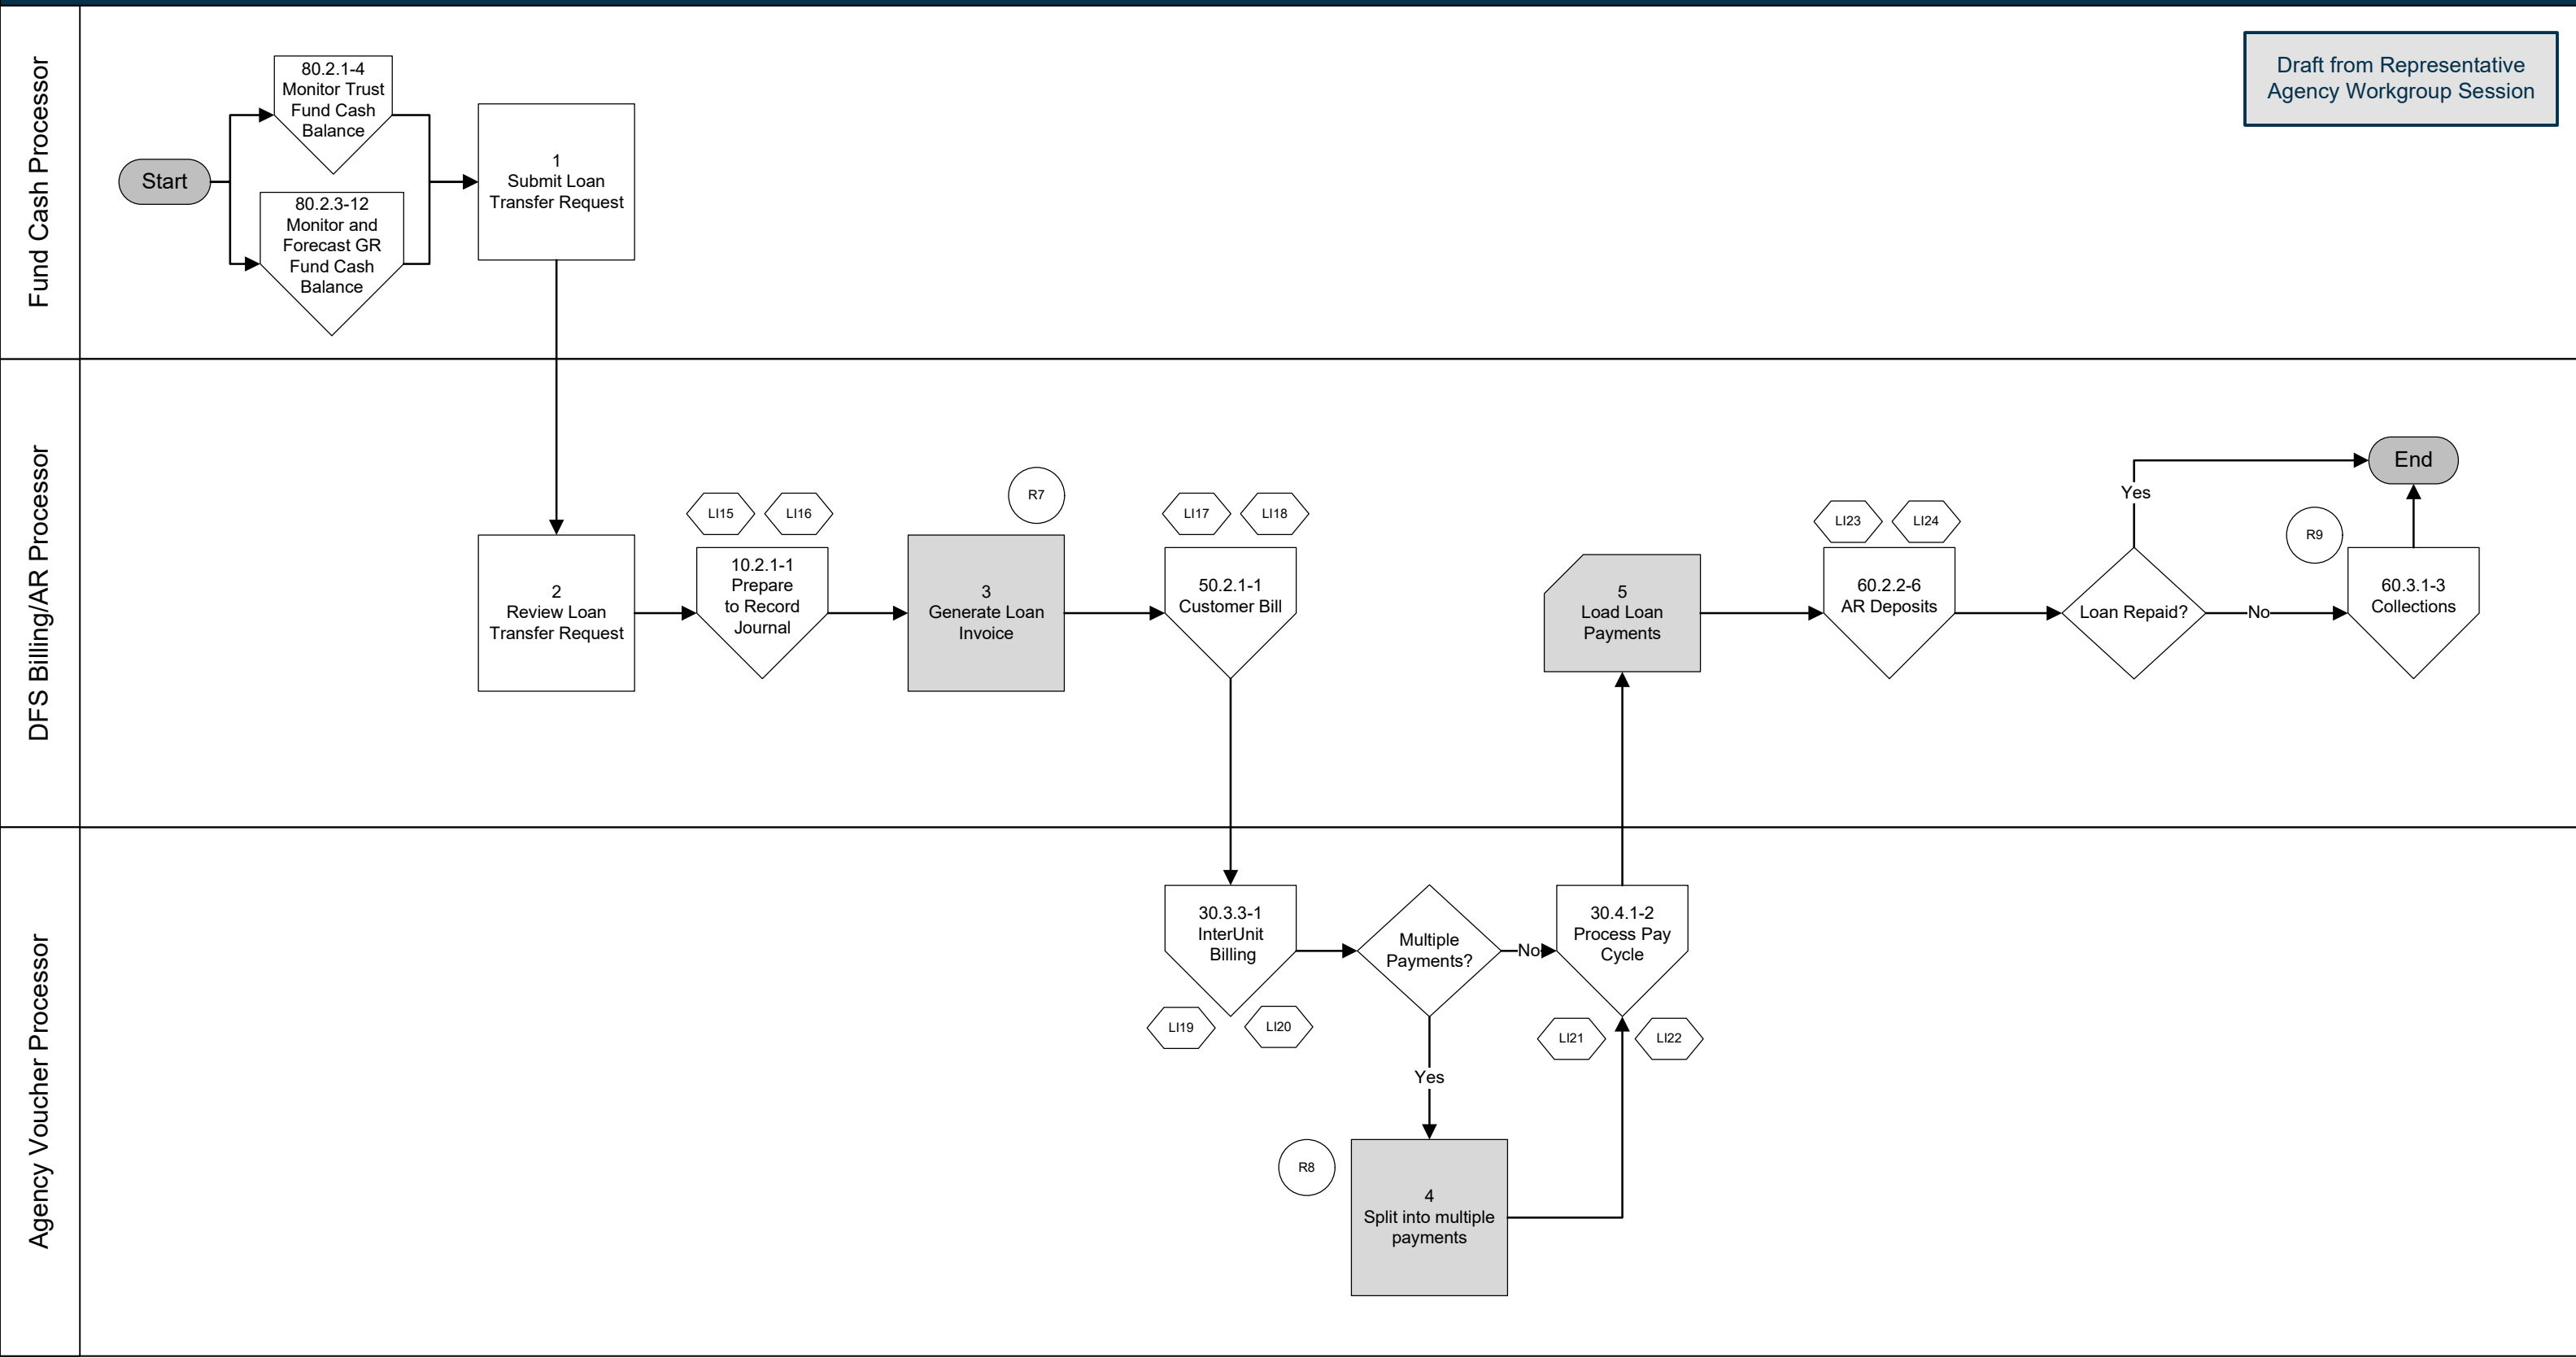 Draft from Representative
Agency Workgroup Session
Fund Cash Processor
Start
80.2.1-4
Monitor Trust
Fund Cash
Balance
80.2.3-12
Monitor and
Forecast GR
Fund Cash
Balance
1
Submit Loan
Transfer Request
DFS Billing/AR Processor
2
Review Loan
Transfer Request
LI15
LI16
10.2.1-1
Prepare
to Record
Journal
R7
3
Generate Loan
Invoice
LI17
LI18
50.2.1-1
Customer Bill
5
Load Loan
Payments
LI23
LI24
60.2.2-6
AR Deposits
Loan Repaid?
Yes
No
R9
60.3.1-3
Collections
End
Agency Voucher Processor
30.3.3-1
InterUnit
Billing
LI19
LI20
Multiple
Payments?
No
Yes
30.4.1-2
Process Pay
Cycle
LI21
LI22
R8
4
Split into multiple
payments